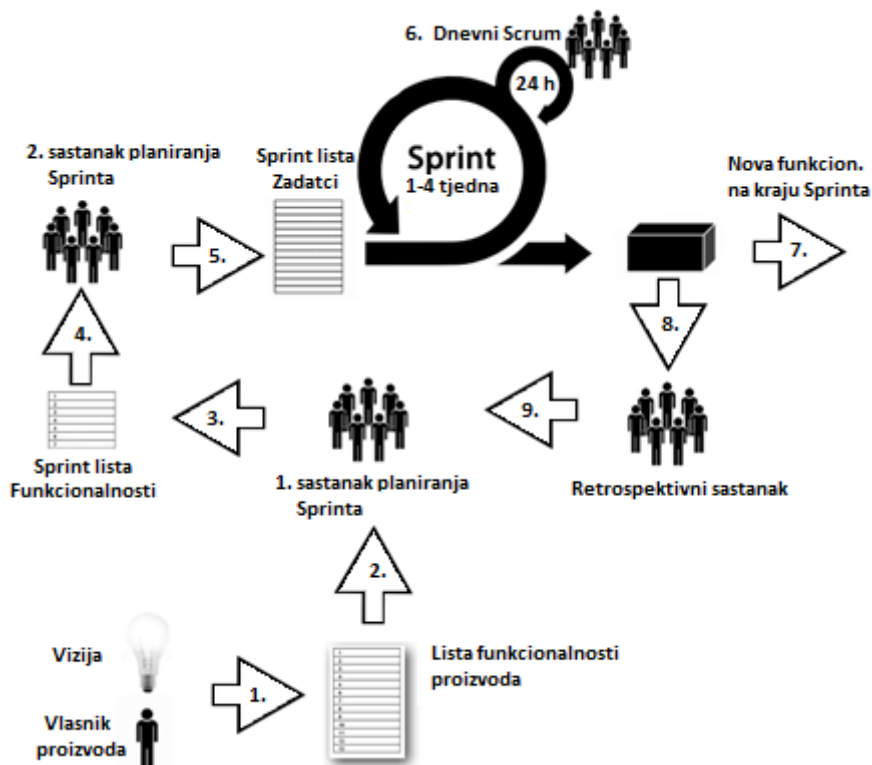 6. Dnevni Scrum
24 h
2. sastanak planiranja
Sprinta
Sprint lista
Zadatci
Sprint
1-4 tjedna
Nova funkcion.
na kraju Sprinta
5.
7.
4.
8.
3.
9.
Sprint lista
Funkcionalnosti
1. sastanak planiranja
Sprinta
Retrospektivni sastanak
2.
Vizija
1.
Lista funkcionalnosti
proizvoda
Vlasnik
proizvoda